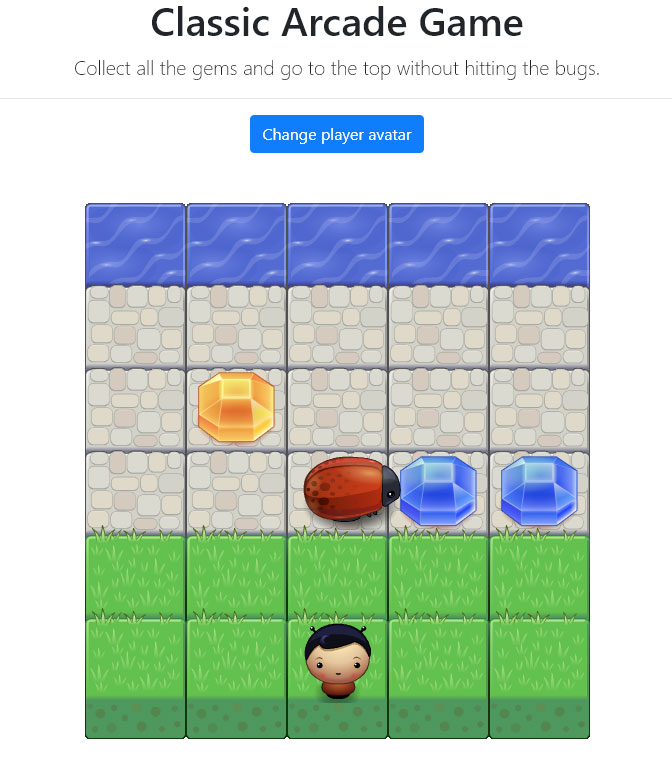 Classic Arcade Game
Collect all the gems and go to the top without hitting the bugs.
Change player avatar